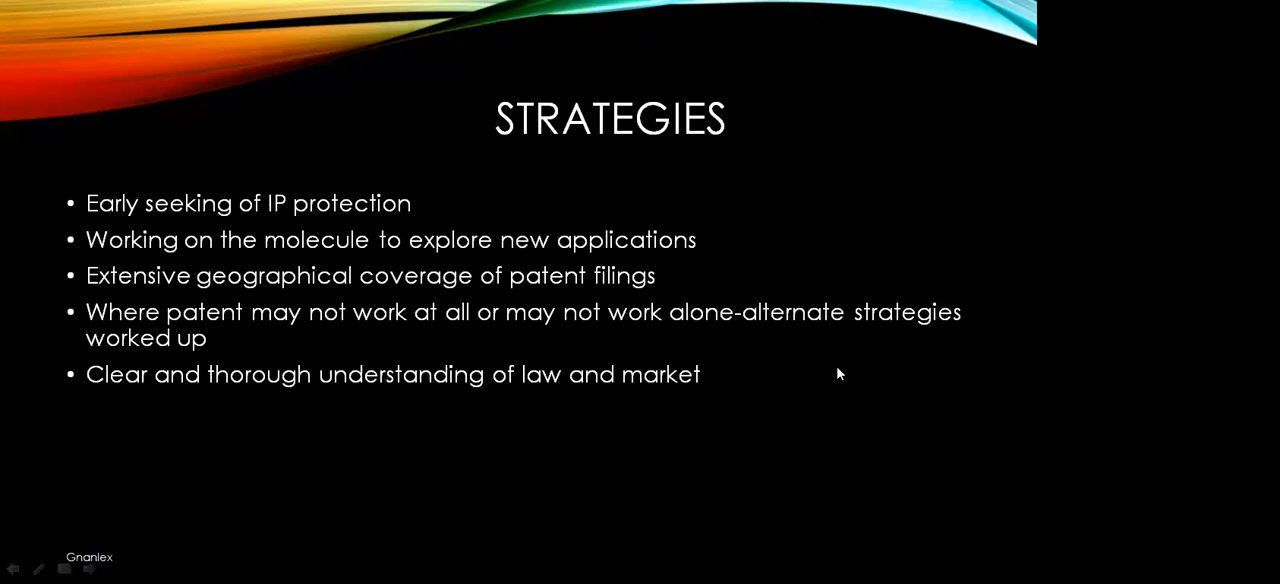 STRATEGIES
• Early seeking of IP protection
• Working on the molecule to explore new applications
• Extensive geographical coverage of patent filings
• Where patent may not work at all or may not work alone-alternate strategies
worked up
• Clear and thorough understanding of law and market
Gnanlex